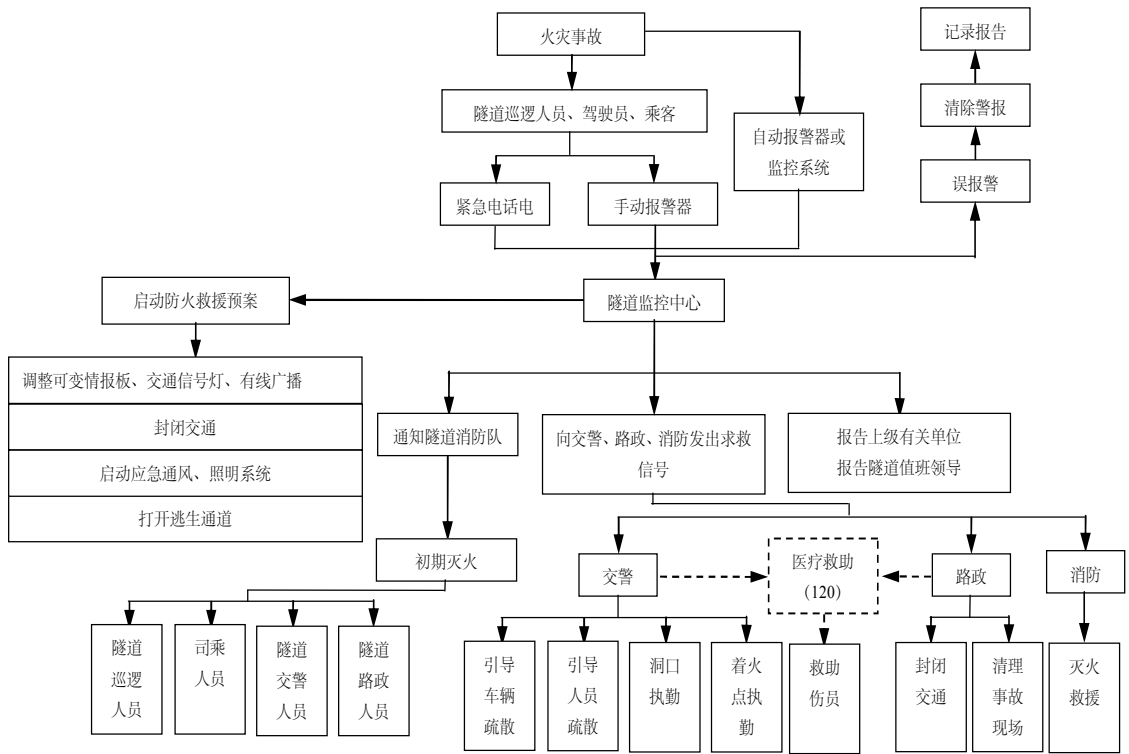 火灾事故
记录报告
隧道巡逻人员、驾驶员、乘客
清除警报
自动报警器或
监控系统
误报警
紧急电话电
手动报警器
启动防火救援预案
隧道监控中心
调整可变情报板、交通信号灯、有线广播
封闭交通
启动应急通风、照明系统
打开逃生通道
通知隧道消防队
向交警、路政、消防发出求救
信号
报告上级有关单位
报告隧道值班领导
初期灭火
交警
医疗救助
(120)
路政
消防
隧道
巡逻
人员
司乘
人员
隧道
交警
人员
隧道
路政
人员
引导
车辆
疏散
引导
人员
疏散
洞口
执勤
着火
点执
勤
救助
伤员
封闭
交通
清理
事故
现场
灭火
救援